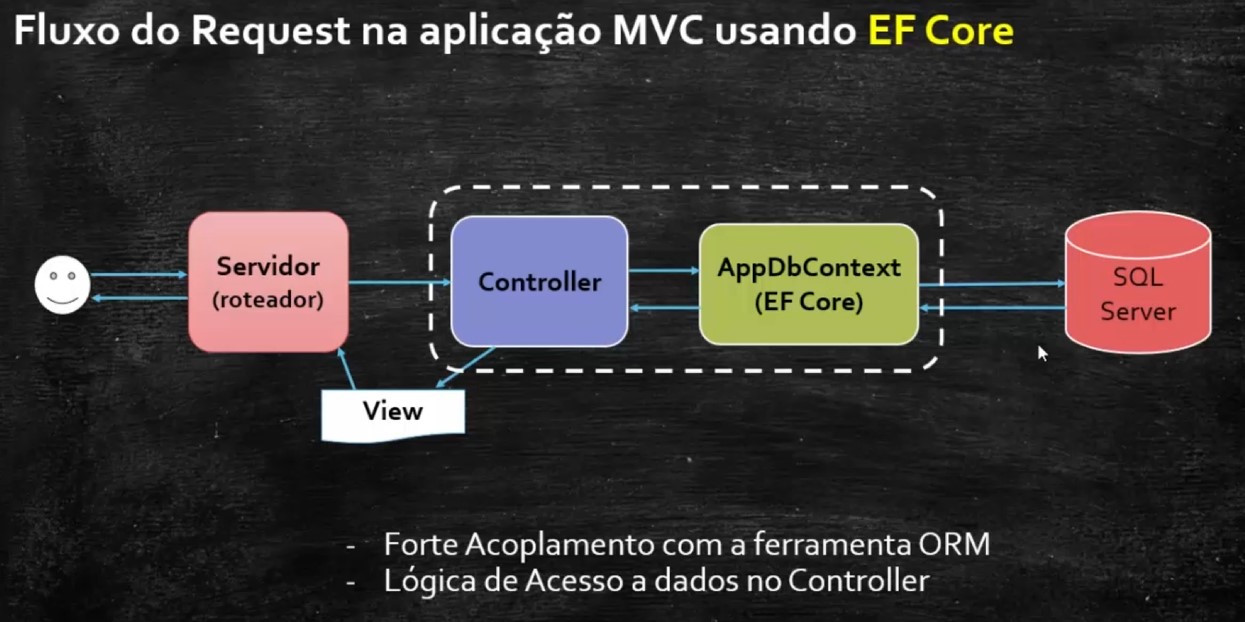 Fluxo do Request na aplicação MVC usando EF Core
Servidor
(roteador)
Controller
AppDbContext
(EF Core)
SQL
Server
View
- Forte Acoplamento com a ferramenta ORM
- Lógica de Acesso a dados no Controller